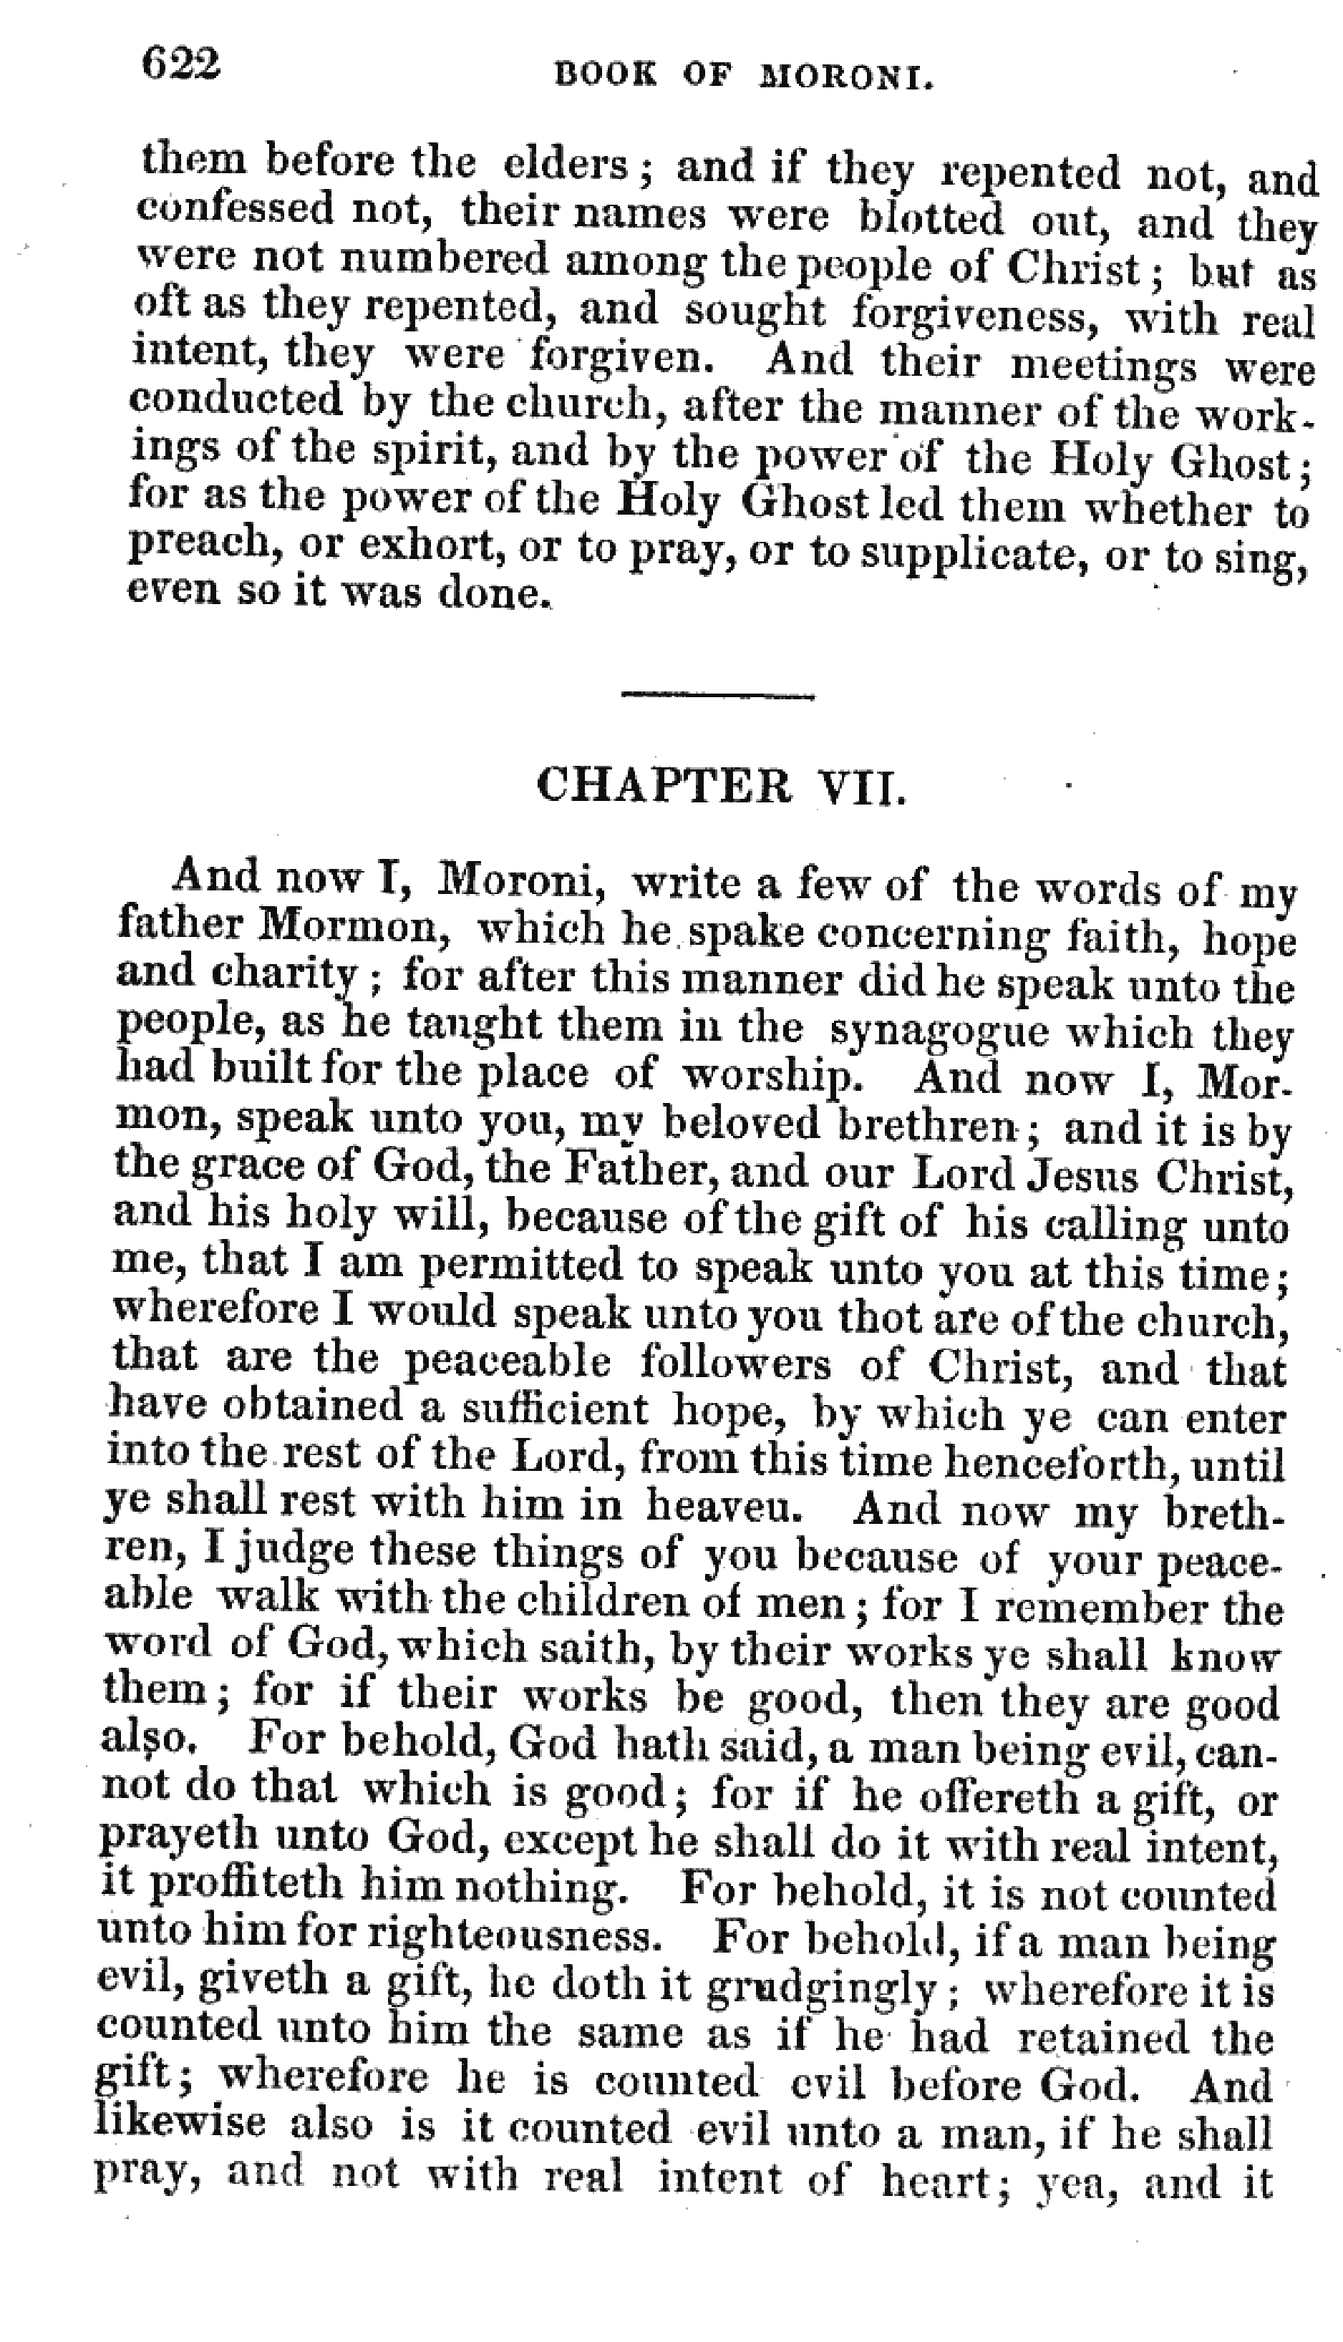 622
BOOK OF MORONI.
them before the elders; and if they repented not, and
confessed not, their names were blotted out, and they
were not numbered among the people of Christ; but as
oft as they repented, and sought forgiveness, with real
intent, they were forgiven. And their meetings were
conducted by the church, after the manner of the work-
ings of the spirit, and by the power of the Holy Ghost;
for as the power of the Holy Ghost led them whether to
preach, or exhort, or to pray, or to supplicate, or to sing,
even so it was done.
CHAPTER VII.
And now I, Moroni, write a few of the words of my
father Mormon, which he spake concerning faith, hope
and charity; for after this manner did he speak unto the
people, as he taught them in the synagogue which they
had built for the place of worship. And now I, Mor-
mon, speak unto you, my beloved brethren; and it is by
the grace of God, the Father, and our Lord Jesus Christ,
and his holy will, because of the gift of his calling unto
me, that I am permitted to speak unto you at this time;
wherefore I would speak unto you thot are of the church,
that are the peaceable followers of Christ, and that
have obtained a sufficient hope, by which ye can enter
into the rest of the Lord, from this time henceforth, until
ye shall rest with him in heaveu. And now my breth-
ren, I judge these things of you because of your peace-
able walk with the children of men; for I remember the
word of God, which saith, by their works ye shall know
them; for if their works be good, then they are good
also. For behold, God hath said, a man being evil, can-
not do that which is good; for if he offereth a gift, or
prayeth unto God, except he shall do it with real intent,
it proffiteth him nothing. For behold, it is not counted
unto him for righteousness. For behold, if a man being
evil, giveth a gift, he doth it grudgingly; wherefore it is
counted unto him the same as if he had retained the
gift; wherefore he is counted evil before God. And
likewise also is it counted evil unto a man, if he shall
pray, and not with real intent of heart; yea, and it